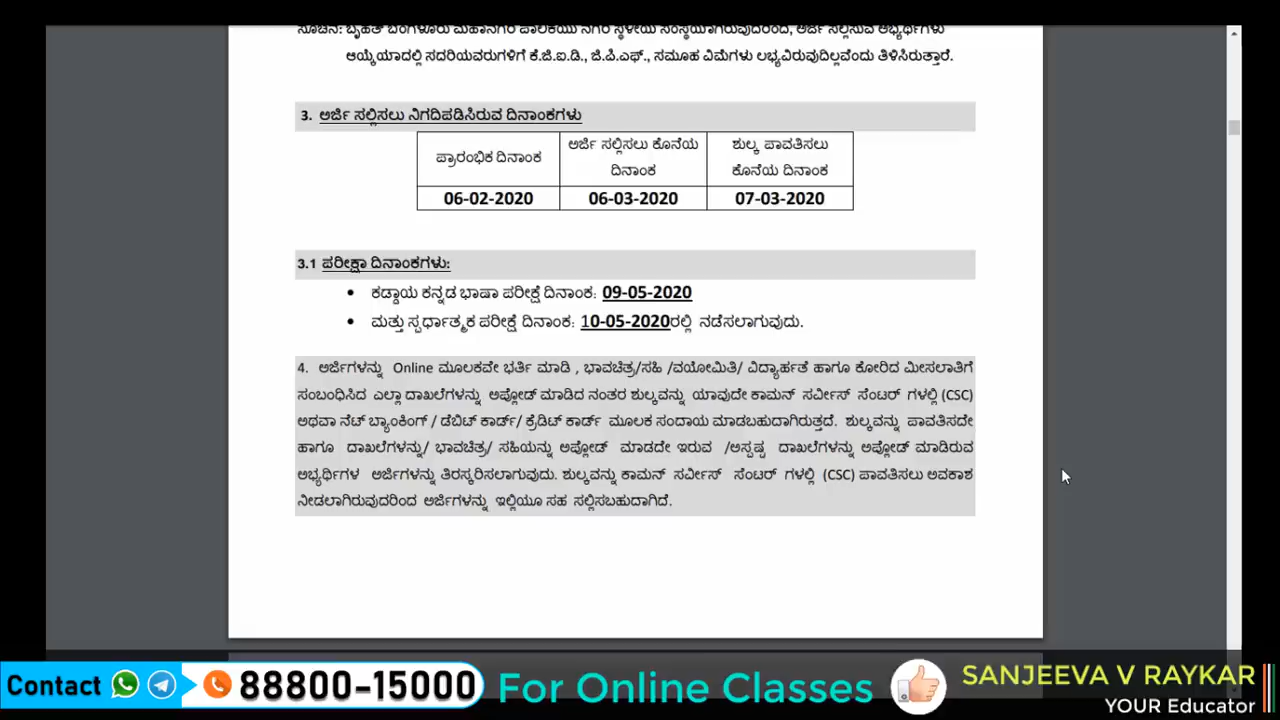 ಸೂಚನೆ: ಬೃಹತ್ ಬೆಂಗಳೂರು ಮಹಾನಗರ ಪಾಲಿಕೆಯು ನಗರ ಸ್ಥಳೀಯ ಸಂಸ್ಥೆಯಾಗಿರುವುದರಿಂದ, ಅರ್ಜಿ ಸಲ್ಲಿಸುವ ಅಭ್ಯರ್ಥಿಗಳು
ಆಯ್ಕೆಯಾದಲ್ಲಿ ಸದರಿಯವರುಗಳಿಗೆ ಕೆ.ಜಿ.ಐ.ಡಿ., ಜಿ.ಪಿ.ಎಫ್., ಸಮೂಹ ವಿಮೆಗಳು ಲಭ್ಯವಿರುವುದಿಲ್ಲವೆಂದು ತಿಳಿಸಿರುತ್ತಾರೆ.
3. ಅರ್ಜಿ ಸಲ್ಲಿಸಲು ನಿಗದಿಪಡಿಸಿರುವ ದಿನಾಂಕಗಳು
ಪ್ರಾರಂಭಿಕ ದಿನಾಂಕ
ಅರ್ಜಿ ಸಲ್ಲಿಸಲು ಕೊನೆಯ
ದಿನಾಂಕ
ಶುಲ್ಕ ಪಾವತಿಸಲು
ಕೊನೆಯ ದಿನಾಂಕ
06-02-2020 06-03-2020 07-03-2020
3.1 ಪರೀಕ್ಷಾ ದಿನಾಂಕಗಳು:
• ಕಡ್ಡಾಯ ಕನ್ನಡ ಭಾಷಾ ಪರೀಕ್ಷೆ ದಿನಾಂಕ: 09-05-2020
• ಮತ್ತು ಸ್ಪರ್ಧಾತ್ಮಕ ಪರೀಕ್ಷೆ ದಿನಾಂಕ: 10-05-2020ರಲ್ಲಿ ನಡೆಸಲಾಗುವುದು.
4. ಅರ್ಜಿಗಳನ್ನು Online ಮೂಲಕವೇ ಭರ್ತಿ ಮಾಡಿ , ಭಾವಚಿತ್ರ/ಸಹಿ /ವಯೋಮಿತಿ/ ವಿದ್ಯಾರ್ಹತೆ ಹಾಗೂ ಕೋರಿದ ಮೀಸಲಾತಿಗೆ
ಸಂಬಂಧಿಸಿದ ಎಲ್ಲಾ ದಾಖಲೆಗಳನ್ನು ಅಪ್ಲೋಡ್ ಮಾಡಿದ ನಂತರ ಶುಲ್ಕವನ್ನು ಯಾವುದೇ ಕಾಮನ್ ಸರ್ವೀಸ್ ಸೆಂಟರ್ ಗಳಲ್ಲಿ (CSC)
ಅಥವಾ ನೆಟ್ ಬ್ಯಾಂಕಿಂಗ್ / ಡೆಬಿಟ್ ಕಾರ್ಡ್/ ಕ್ರೆಡಿಟ್ ಕಾರ್ಡ್ ಮೂಲಕ ಸಂದಾಯ ಮಾಡಬಹುದಾಗಿರುತ್ತದೆ. ಶುಲ್ಕವನ್ನು ಪಾವತಿಸದೇ
ಹಾಗೂ ದಾಖಲೆಗಳನ್ನು/ ಭಾವಚಿತ್ರ/ ಸಹಿಯನ್ನು ಅಪ್ಲೋಡ್ ಮಾಡದೇ ಇರುವ /ಅಸ್ಪಷ್ಟ ದಾಖಲೆಗಳನ್ನು ಅಪ್ಲೋಡ್ ಮಾಡಿರುವ
ಅಭ್ಯರ್ಥಿಗಳ ಅರ್ಜಿಗಳನ್ನು ತಿರಸ್ಕರಿಸಲಾಗುವುದು. ಶುಲ್ಕವನ್ನು ಕಾಮನ್ ಸರ್ವೀಸ್ ಸೆಂಟರ್ ಗಳಲ್ಲಿ (CSC) ಪಾವತಿಸಲು ಅವಕಾಶ
ನೀಡಲಾಗಿರುವುದರಿಂದ ಅರ್ಜಿಗಳನ್ನು ಇಲ್ಲಿಯೂ ಸಹ ಸಲ್ಲಿಸಬಹುದಾಗಿದೆ.
Contact 88800-15000 For Online Classes
SANJEEVA V RAYKAR
YOUR Educator